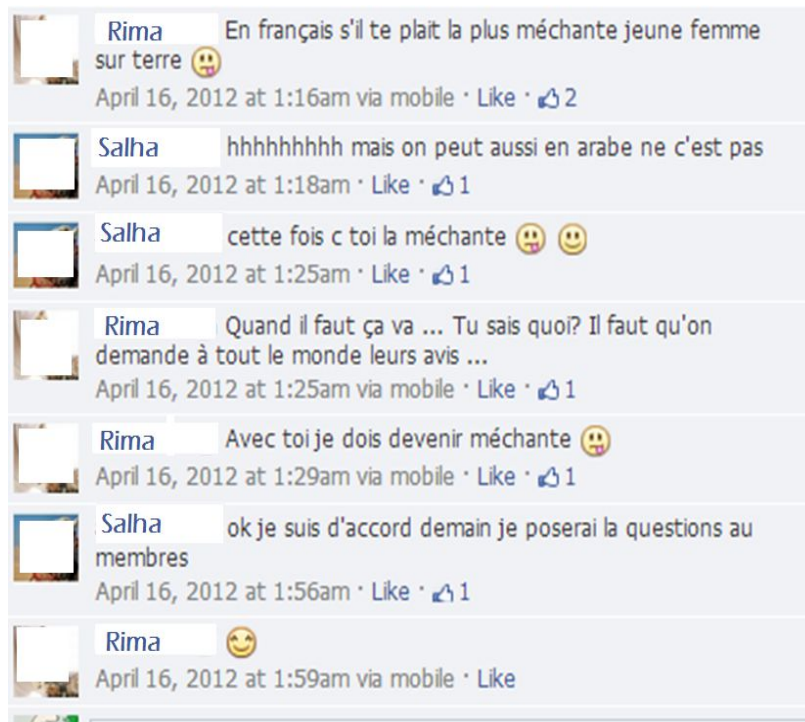 Rima En français s'il te plait la plus méchante jeune femme
sur terre
April 16, 2012 at 1:16am via mobile · Like · 2
Salha hhhhhhhhh mais on peut aussi en arabe ne c'est pas
April 16, 2012 at 1:18am · Like · 1
Salha cette fois c toi la méchante
April 16, 2012 at 1:25am · Like · 1
Rima Quand il faut ça va ... Tu sais quoi? Il faut qu'on
demande à tout le monde leurs avis ...
April 16, 2012 at 1:25am via mobile · Like · 1
Rima Avec toi je dois devenir méchante
April 16, 2012 at 1:29am via mobile · Like · 1
Salha ok je suis d'accord demain je poserai la questions au
membres
April 16, 2012 at 1:56am · Like · 1
Rima
April 16, 2012 at 1:59am via mobile · Like